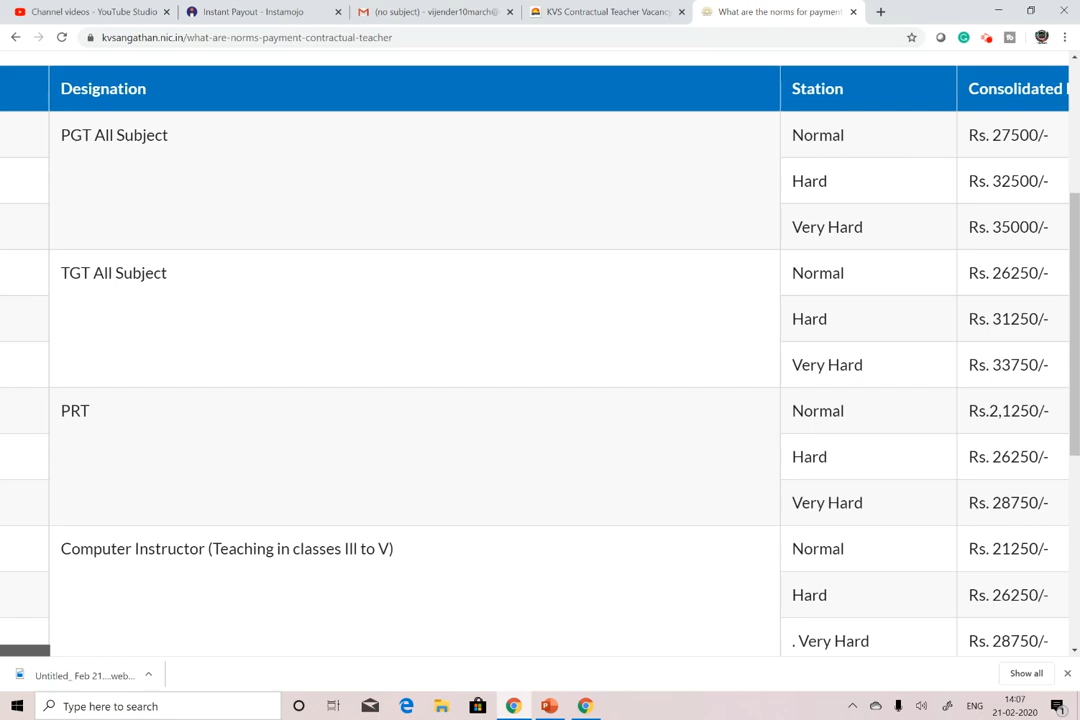 Channel videos - YouTube Studio
Instant Payout - Instamojo
(no subject) - vijender10march@
KVS Contractual Teacher Vacancy
What are the norms for payment
kvsangathan.nic.in/what-are-norms-payment-contractual-teacher
Designation Station Consolidated
PGT All Subject Normal Rs. 27500/-
Hard Rs. 32500/-
Very Hard Rs. 35000/-
TGT All Subject Normal Rs. 26250/-
Hard Rs. 31250/-
Very Hard Rs. 33750/-
PRT Normal Rs.2,1250/-
Hard Rs. 26250/-
Very Hard Rs. 28750/-
Computer Instructor (Teaching in classes III to V) Normal Rs. 21250/-
Hard Rs. 26250/-
. Very Hard Rs. 28750/-
Untitled_ Feb 21....web... Show all
Type here to search
ENG
14:07
21-02-2020
1